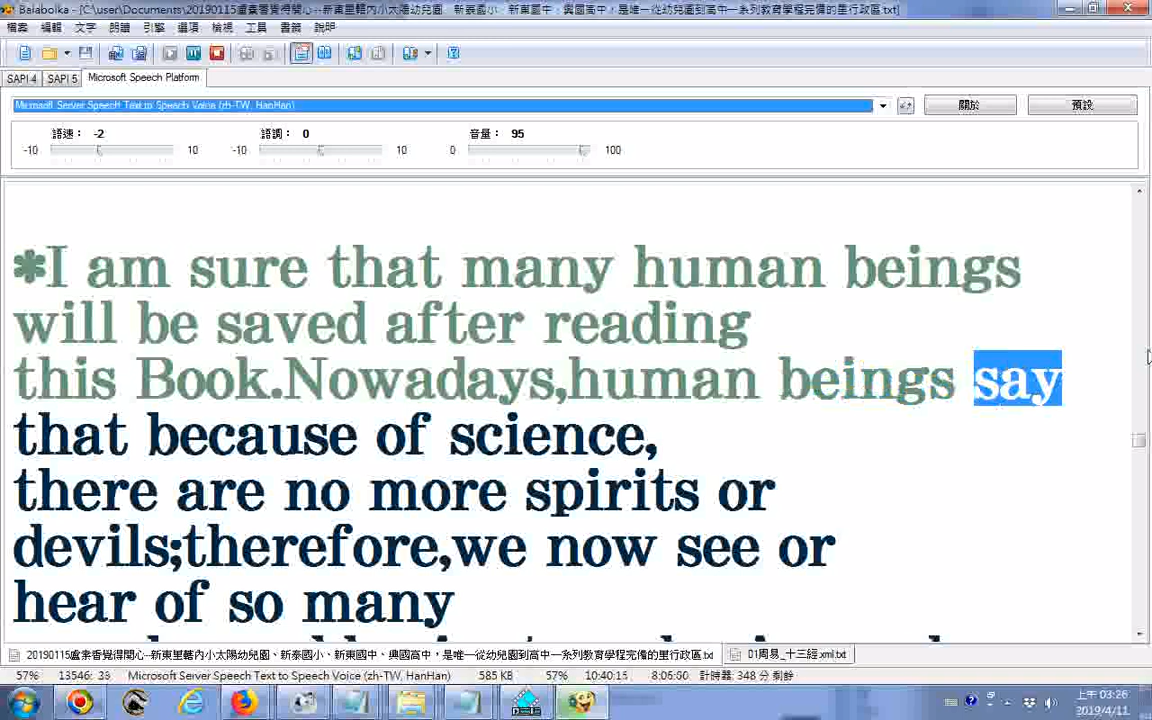 Balabolka - [C:\user\Documents\20190115盧素香覺得開心--新東里轄內小太陽幼兒園、新泰國小、新東國中、興國高中，是唯一從幼兒園到高中一系列教育學程完備的里行政區.txt]
檔案 編輯 文字 朗讀 引擎 選項 檢視 工具 書籤 說明
SAPI 4 SAPI 5 Microsoft Speech Platform
Microsoft Server Speech Text to Speech Voice (zh-TW, HanHan) 關於 預設
語速： -2 語調： 0 音量： 95
-10 10 -10 10 0 100
*I am sure that many human beings
will be saved after reading
this Book.Nowadays,human beings say
that because of science,
there are no more spirits or
devils;therefore,we now see or
hear of so many
20190115盧素香覺得開心--新東里轄內小太陽幼兒園、新泰國小、新東國中、興國高中，是唯一從幼兒園到高中一系列教育學程完備的里行政區.txt 01周易_十三經.xml.txt
57% 13546: 23 Microsoft Server Speech Text to Speech Voice (zh-TW, HanHan) 585 KB 57% 10:40:15 8:06:00 計時器： 348 分 剩餘
上午 03:26
2019/4/11